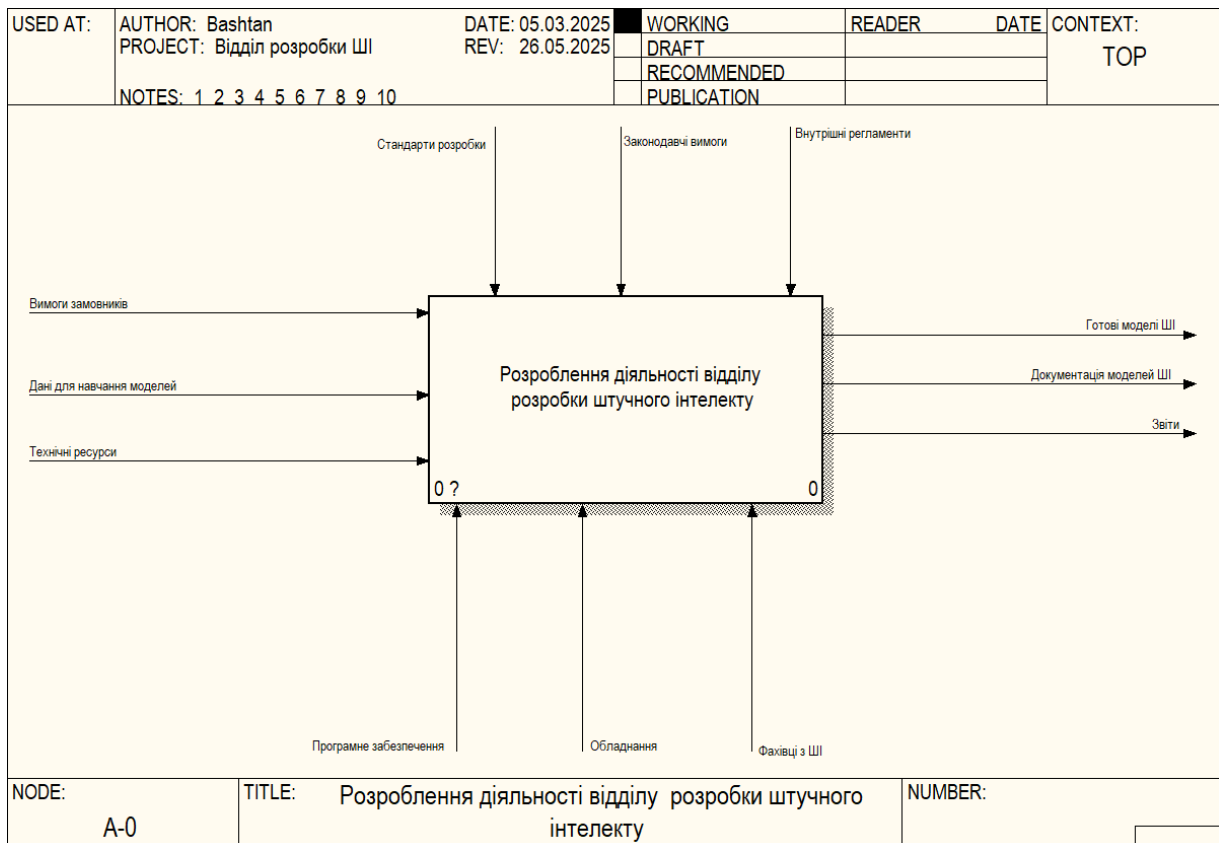 USED AT:
AUTHOR: Bashtan
DATE: 05.03.2025
PROJECT: Відділ розробки ШІ
REV: 26.05.2025
NOTES: 1 2 3 4 5 6 7 8 9 10
WORKING
DRAFT
RECOMMENDED
PUBLICATION
READER
DATE
CONTEXT:
TOP
Стандарти розробки
Законодавчі вимоги
Внутрішні регламенти
Вимоги замовників
Дані для навчання моделей
Технічні ресурси
Розроблення діяльності відділу
розробки штучного інтелекту
0 ?
0
Готові моделі ШІ
Документація моделей ШІ
Звіти
Програмне забезпечення
Обладнання
Фахівці з ШІ
NODE:
A-0
TITLE:
Розроблення діяльності відділу розробки штучного
інтелекту
NUMBER: